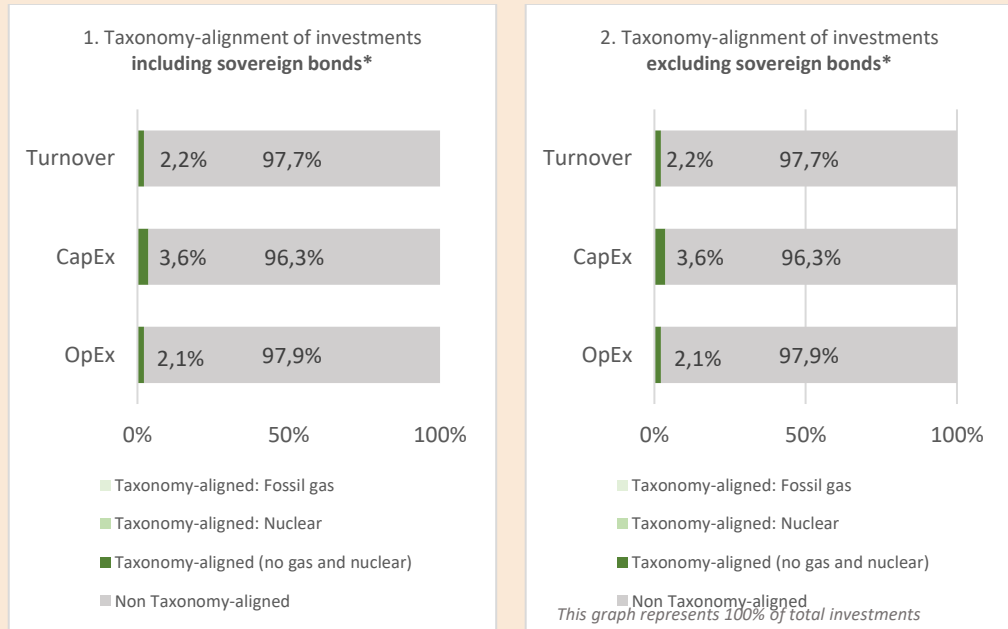 1. Taxonomy-alignment of investments
including sovereign bonds*
Turnover
2,2%
97,7%
CapEx
3,6%
96,3%
OpEx
2,1%
97,9%
0%
50%
100%
Taxonomy-aligned: Fossil gas
Taxonomy-aligned: Nuclear
Taxonomy-aligned (no gas and nuclear)
Non Taxonomy-aligned
2. Taxonomy-alignment of investments
excluding sovereign bonds*
Turnover
2,2%
97,7%
CapEx
3,6%
96,3%
OpEx
2,1%
97,9%
0%
50%
100%
Taxonomy-aligned: Fossil gas
Taxonomy-aligned: Nuclear
Taxonomy-aligned (no gas and nuclear)
Non Taxonomy-aligned
This graph represents 100% of total investments